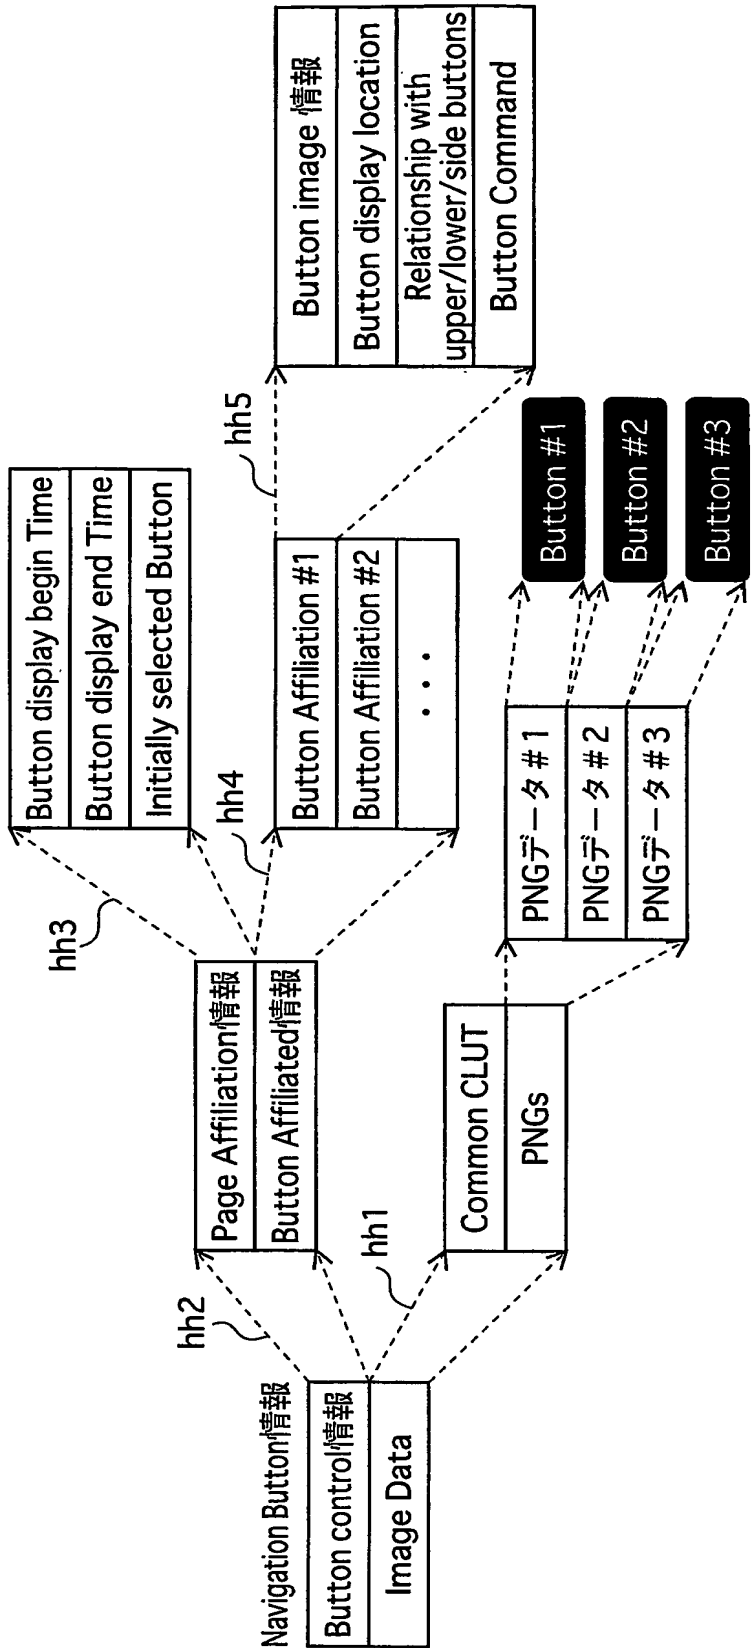 Navigation Button情報
Button control情報
Image Data
hh2
hh1
Page Affiliation情報
Button Affiliated情報
Common CLUT
PNGs
hh3
hh4
Button display begin Time
Button display end Time
Initially selected Button
Button Affiliation #1
Button Affiliation #2
・・・
PNGデータ#1
PNGデータ#2
PNGデータ#3
hh5
Button #1
Button #2
Button #3
Button image 情報
Button display location
Relationship with
upper/lower/side buttons
Button Command